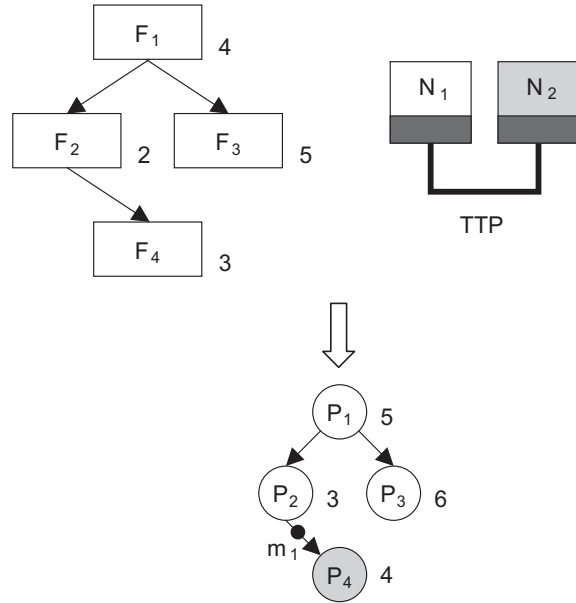 F₁ 4
F₂ 2
F₃ 5
F₄ 3
N₁
N₂
TTP
P₁ 5
P₂ 3
P₃ 6
m₁
P₄ 4